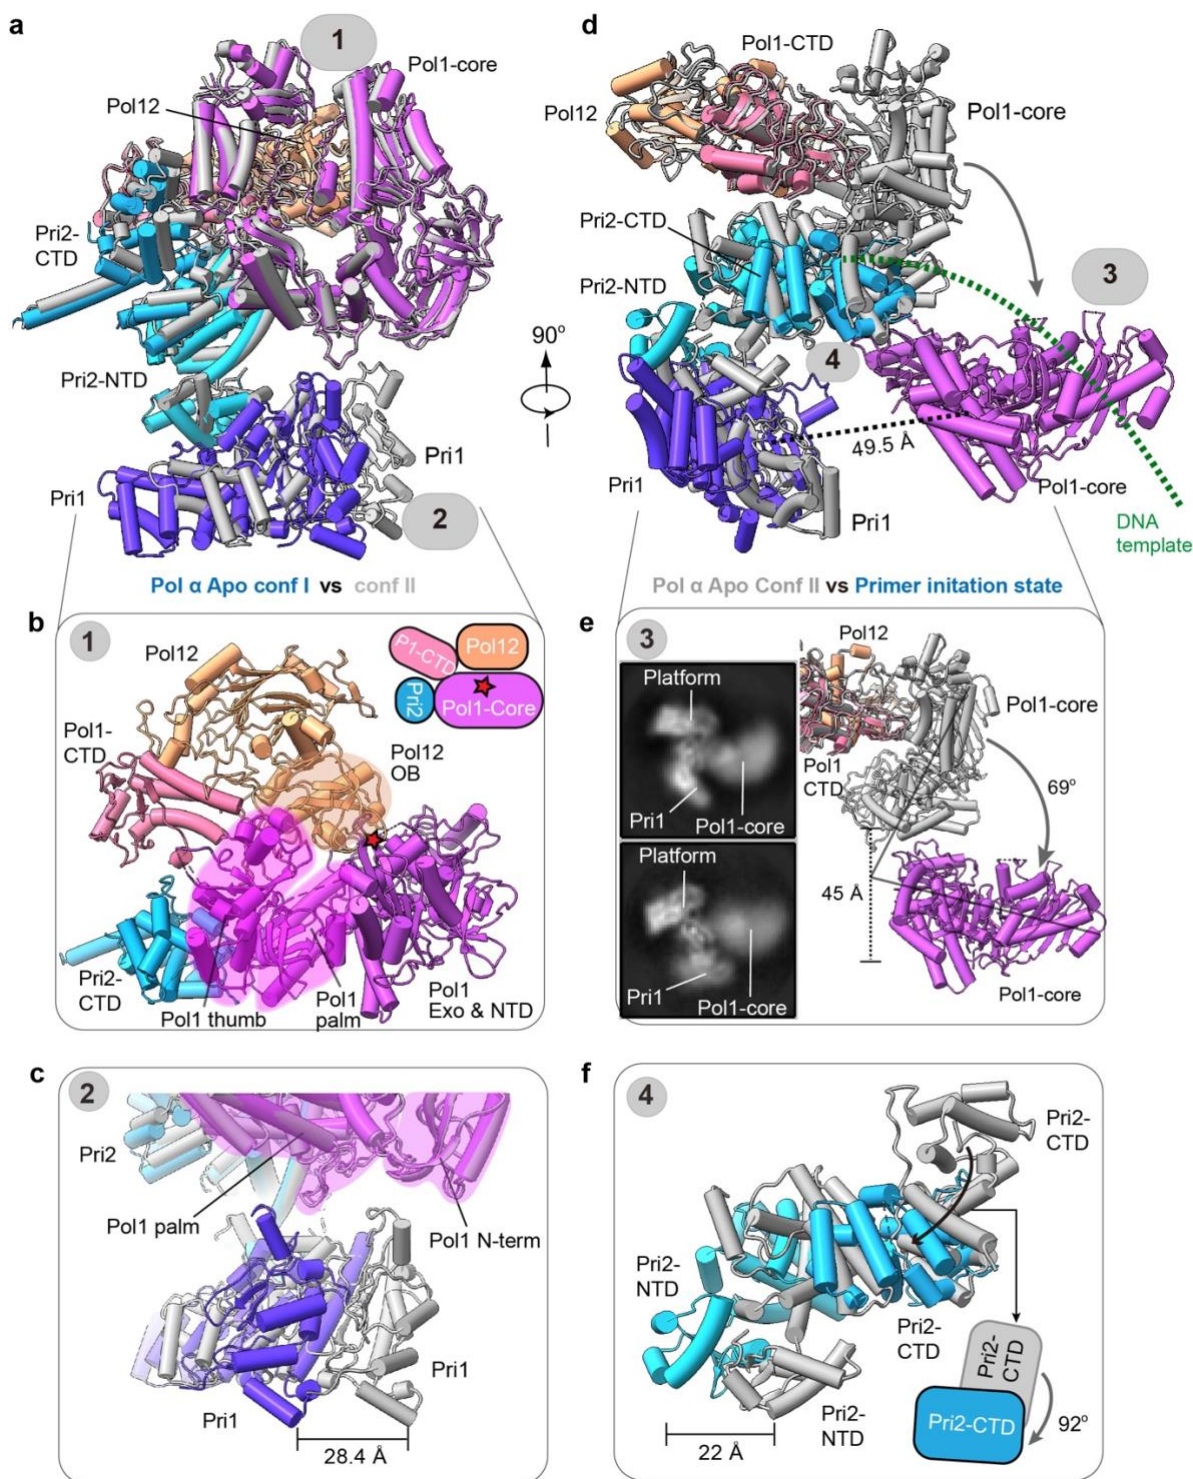 a
1
Pol1-core
Pol12
Pri2-
CTD
Pri2-NTD
Pri1
Pri1
2
90º
Pol α Apo conf I vs conf II
d
Pol1-CTD
Pol12
Pol1-core
Pri2-CTD
Pri2-NTD
3
4
49.5 Å
Pri1
Pri1
Pol1-core
DNA
template
Pol α Apo Conf II vs Primer initation state
b
1
Pol12
P1-CTD
Pol12
Pri2
Pol1-Core
Pol1-
CTD
Pol12
OB
Pri2-
CTD
Pol1 thumb
Pol1
palm
Pol1
Exo & NTD
e
3
Platform
Pri1
Pol1-core
Platform
Pri1
Pol1-core
Pol12
Pol1-core
Pol1
CTD
69º
45 Å
Pol1-core
c
2
Pri2
Pol1 palm
Pol1 N-term
Pri1
Pri1
28.4 Å
f
4
Pri2-
CTD
Pri2-
NTD
Pri2-
CTD
Pri2-
NTD
22 Å
Pri2-
CTD
Pri2-CTD
92º